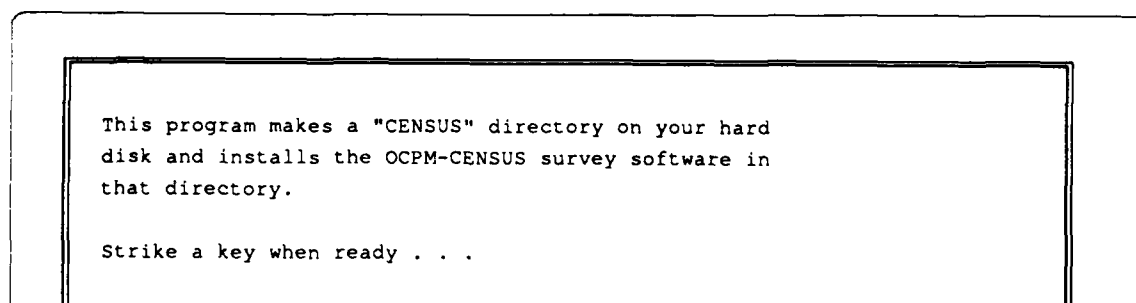 This program makes a "CENSUS" directory on your hard
disk and installs the OCPM-CENSUS survey software in
that directory.
Strike a key when ready . . .